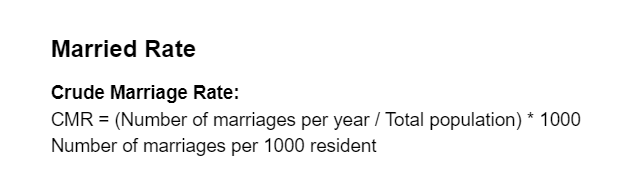 Married Rate
Crude Marriage Rate:
CMR = (Number of marriages per year / Total population) * 1000
Number of marriages per 1000 resident